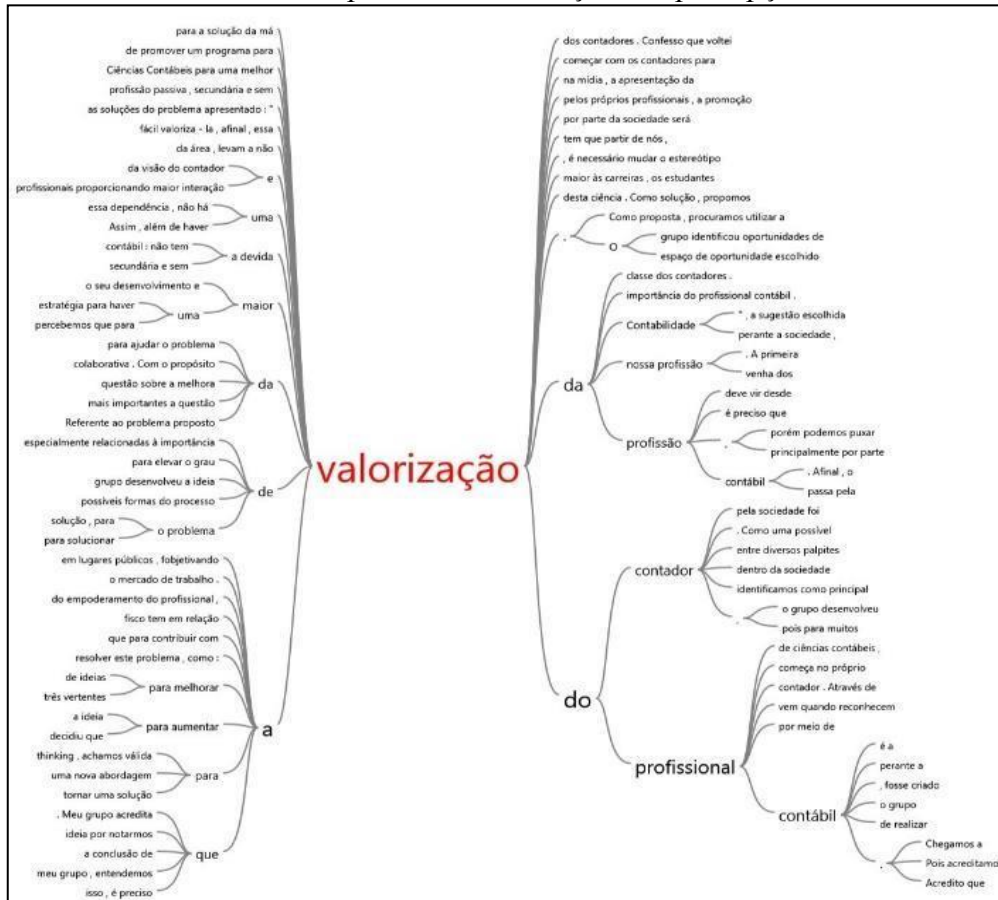 para a solução da má
de promover um programa para
Ciências Contábeis para uma melhor
profissão passiva , secundária e sem
as soluções do problema apresentado : "
fácil valoriza - la , afinal , essa
da área , levam a não
da visão do contador
profissionais proporcionando maior interação
e
essa dependência , não há
Assim , além de haver
uma
contábil : não tem
secundária e sem
a devida
o seu desenvolvimento e
estratégia para haver
percebemos que para
uma
maior
para ajudar o problema
colaborativa . Com o propósito
questão sobre a melhora
mais importantes a questão
Referente ao problema proposto
da
especialmente relacionadas à importância
para elevar o grau
grupo desenvolveu a ideia
possíveis formas do processo
solução , para
para solucionar
o problema
de
em lugares públicos , fobjetivando
o mercado de trabalho .
do empoderamento do profissional ,
fisco tem em relação
que para contribuir com
resolver este problema , como :
de ideias
três vertentes
para melhorar
a ideia
decidiu que
para aumentar
thinking , achamos válida
uma nova abordagem
tornar uma solução
para
. Meu grupo acredita
ideia por notarmos
a conclusão de
meu grupo , entendemos
isso , é preciso
que
a
valorização
dos contadores . Confesso que voltei
começar com os contadores para
na mídia , a apresentação da
pelos próprios profissionais , a promoção
por parte da sociedade será
tem que partir de nós ,
, é necessário mudar o estereótipo
maior às carreiras , os estudantes
desta ciência . Como solução , propomos
.
Como proposta , procuramos utilizar a
o
grupo identificou oportunidades de
espaço de oportunidade escolhido
da
classe dos contadores .
importância do profissional contábil .
Contabilidade
" , a sugestão escolhida
perante a sociedade ,
nossa profissão
. A primeira
venha dos
profissão
deve vir desde
é preciso que
,
porém podemos puxar
principalmente por parte
contábil
. Afinal , o
passa pela
do
contador
pela sociedade foi
. Como uma possível
entre diversos palpites
dentro da sociedade
identificamos como principal
,
o grupo desenvolveu
pois para muitos
profissional
de ciências contábeis ,
começa no próprio
contador . Através de
vem quando reconhecem
por meio de
contábil
é a
perante a
, fosse criado
o grupo
de realizar
.
Chegamos a
Pois acreditamo
Acredito que